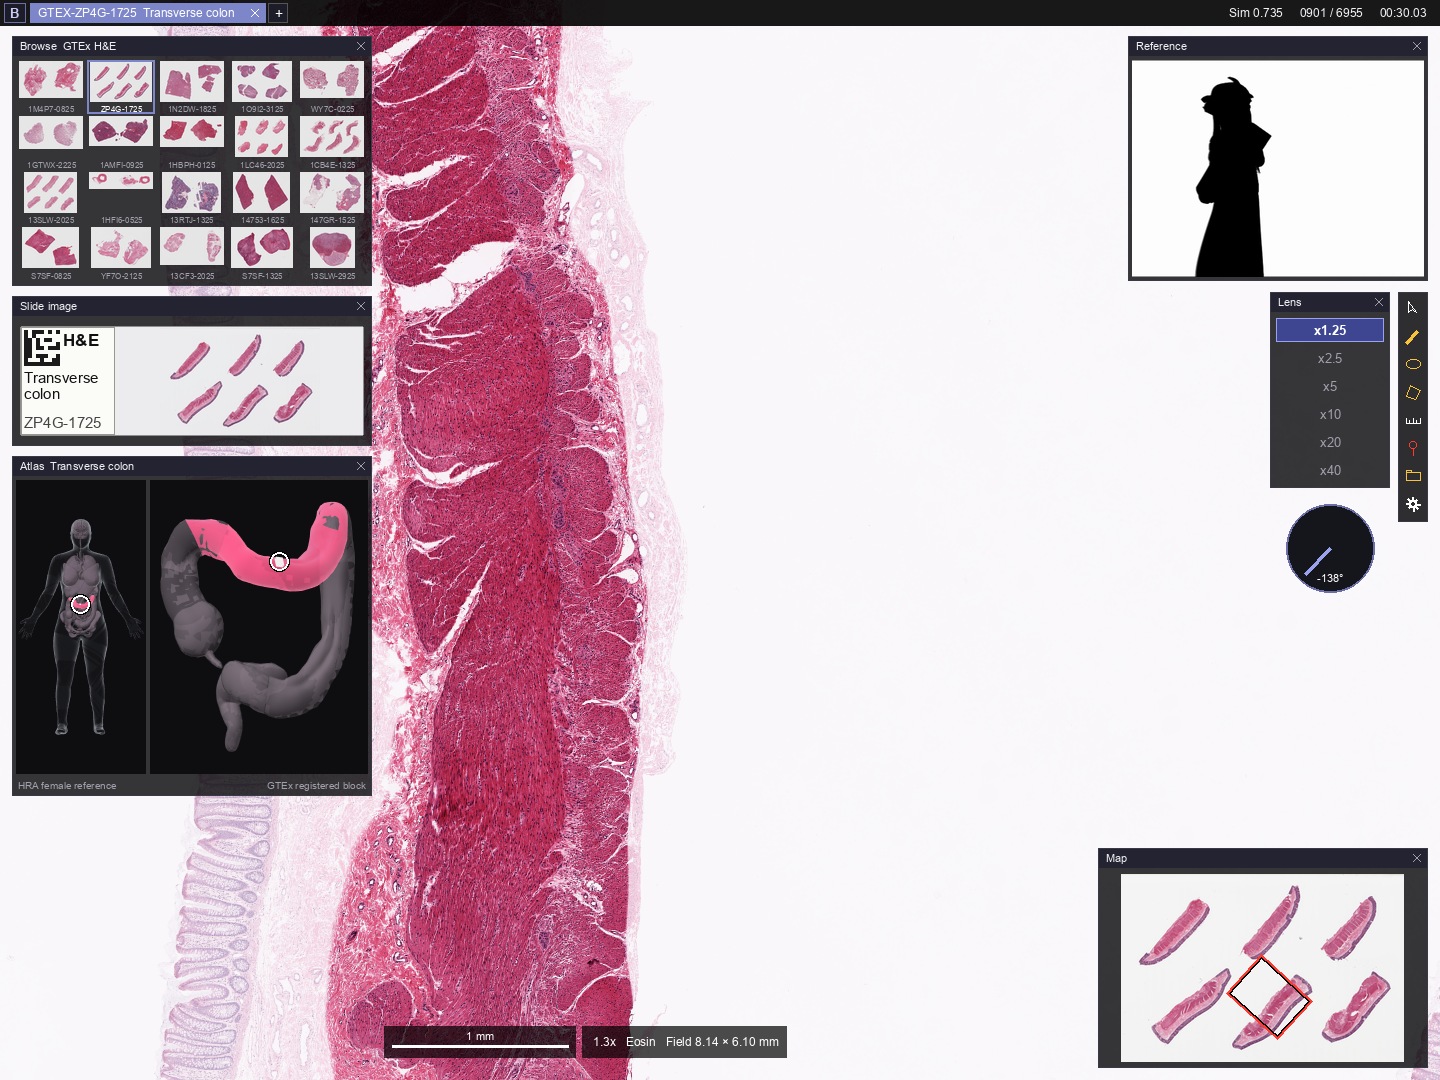 B GTEX-ZP4G-1725 Transverse colon +
Sim 0.735 0901 / 6955 00:30.03
Browse GTEx H&E
1M4P7-0825 ZP4G-1725 1N2DW-1825 1O9I2-3125 WY7C-0225
1GTWX-2225 1AMFI-0925 1HBPH-0125 1LC46-2025 1CB4E-1325
13SLW-2025 1HFI6-0525 13RTJ-1325 14753-1625 147GR-1525
S7SF-0825 YF7O-2125 13CF3-2025 S7SF-1325 13SLW-2925
Slide image
H&E
Transverse
colon
ZP4G-1725
Atlas Transverse colon
HRA female reference GTEx registered block
Reference
Lens
x1.25
x2.5
x5
x10
x20
x40
-138°
Map
1 mm
1.3x Eosin Field 8.14 × 6.10 mm